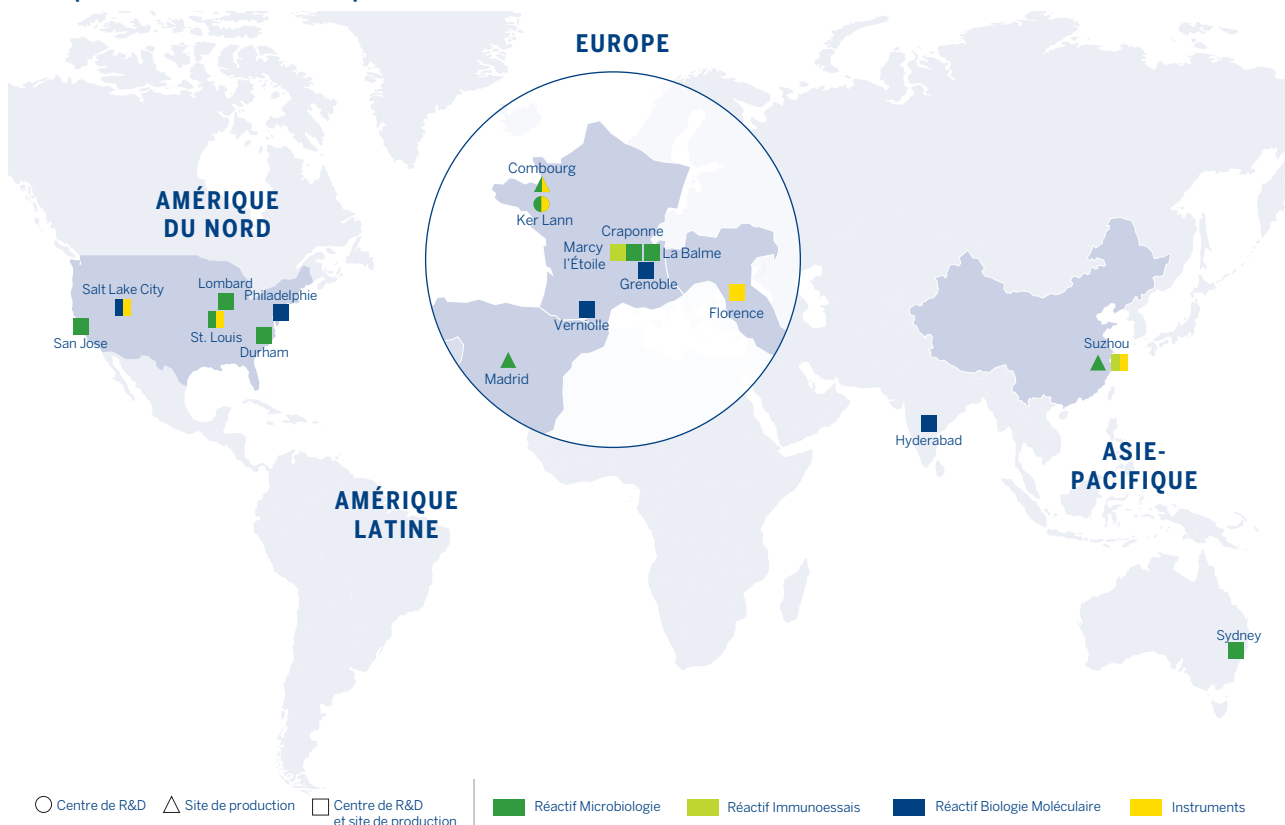 EUROPE
Combourg
Ker Lann
Craponne
Marcy
l'Étoile
La Balme
Grenoble
Verniolle
Florence
Madrid
AMÉRIQUE
DU NORD
Salt Lake City
Lombard
Philadelphie
San Jose
St. Louis
Durham
AMÉRIQUE
LATINE
Suzhou
Hyderabad
ASIE-
PACIFIQUE
Sydney
Centre de R&D
Site de production
Centre de R&D
et site de production
Réactif Microbiologie
Réactif Immunoessais
Réactif Biologie Moléculaire
Instruments